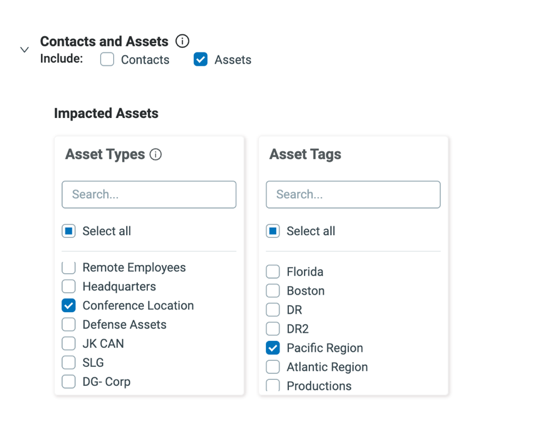 Contacts and Assets
Include: Contacts Assets
Impacted Assets
Asset Types
Search...
Select all
Remote Employees
Headquarters
Conference Location
Defense Assets
JK CAN
SLG
DG- Corp
Asset Tags
Search...
Select all
Florida
Boston
DR
DR2
Pacific Region
Atlantic Region
Productions